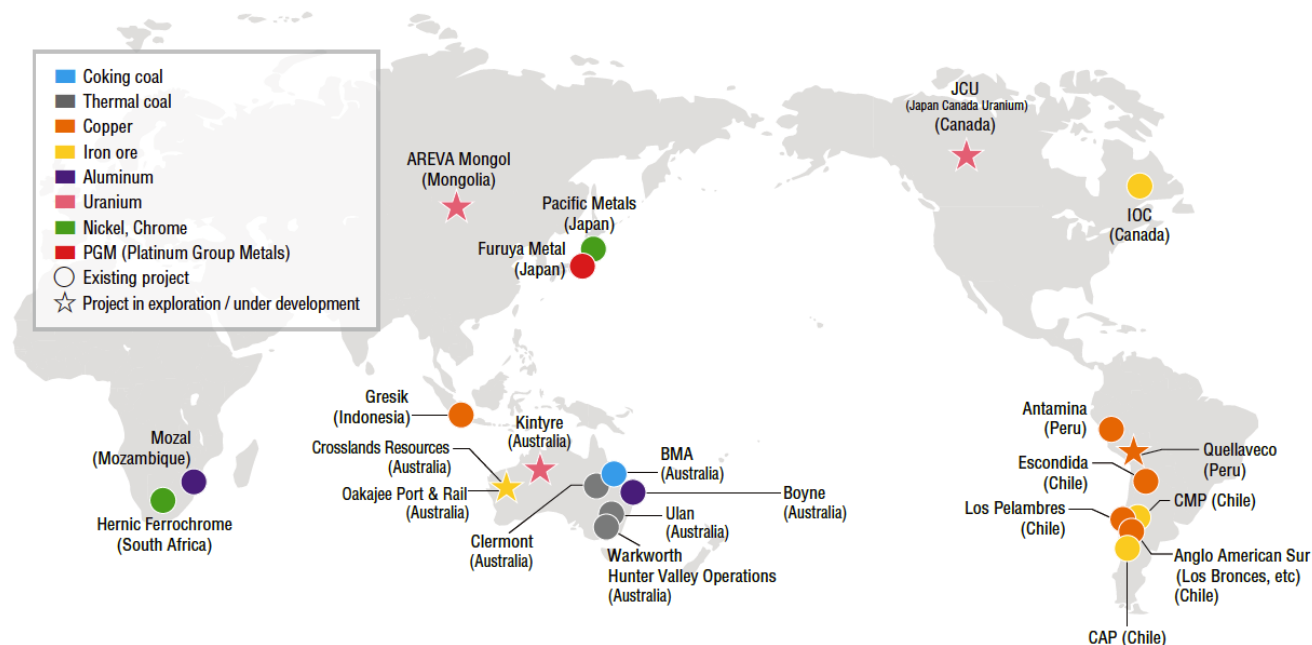 Coking coal
Thermal coal
Copper
Iron ore
Aluminum
Uranium
Nickel, Chrome
PGM (Platinum Group Metals)
Existing project
Project in exploration / under development
AREVA Mongol
(Mongolia)
Pacific Metals
(Japan)
Furuya Metal
(Japan)
JCU
(Japan Canada Uranium)
(Canada)
IOC
(Canada)
Mozal
(Mozambique)
Hernic Ferrochrome
(South Africa)
Gresik
(Indonesia)
Crosslands Resources
(Australia)
Oakajee Port & Rail
(Australia)
Kintyre
(Australia)
BMA
(Australia)
Boyne
(Australia)
Clermont
(Australia)
Ulan
(Australia)
Warkworth
Hunter Valley Operations
(Australia)
Antamina
(Peru)
Quellaveco
(Peru)
Escondida
(Chile)
Los Pelambres
(Chile)
CMP (Chile)
Anglo American Sur
(Los Bronces, etc)
(Chile)
CAP (Chile)